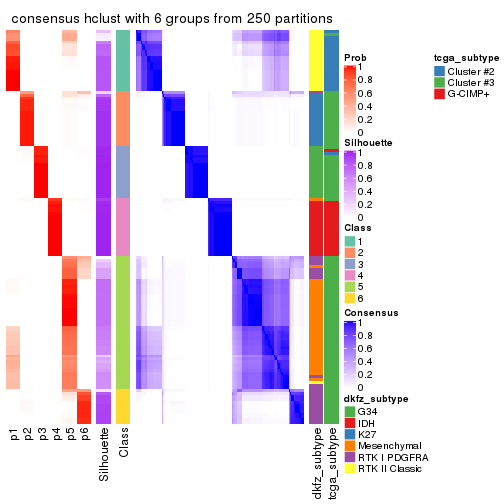 consensus hclust with 6 groups from 250 partitions
Prob
1
0.8
0.6
0.4
0.2
0
Silhouette
1
0.8
0.6
0.4
0.2
0
Class
1
2
3
4
5
6
Consensus
1
0.8
0.6
0.4
0.2
0
dkfz_subtype
G34
IDH
K27
Mesenchymal
RTK I PDGFRA
RTK II Classic
tcga_subtype
Cluster #2
Cluster #3
G-CIMP+
p1
p2
p3
p4
p5
p6
Silhouette
Class
dkfz_subtype
tcga_subtype